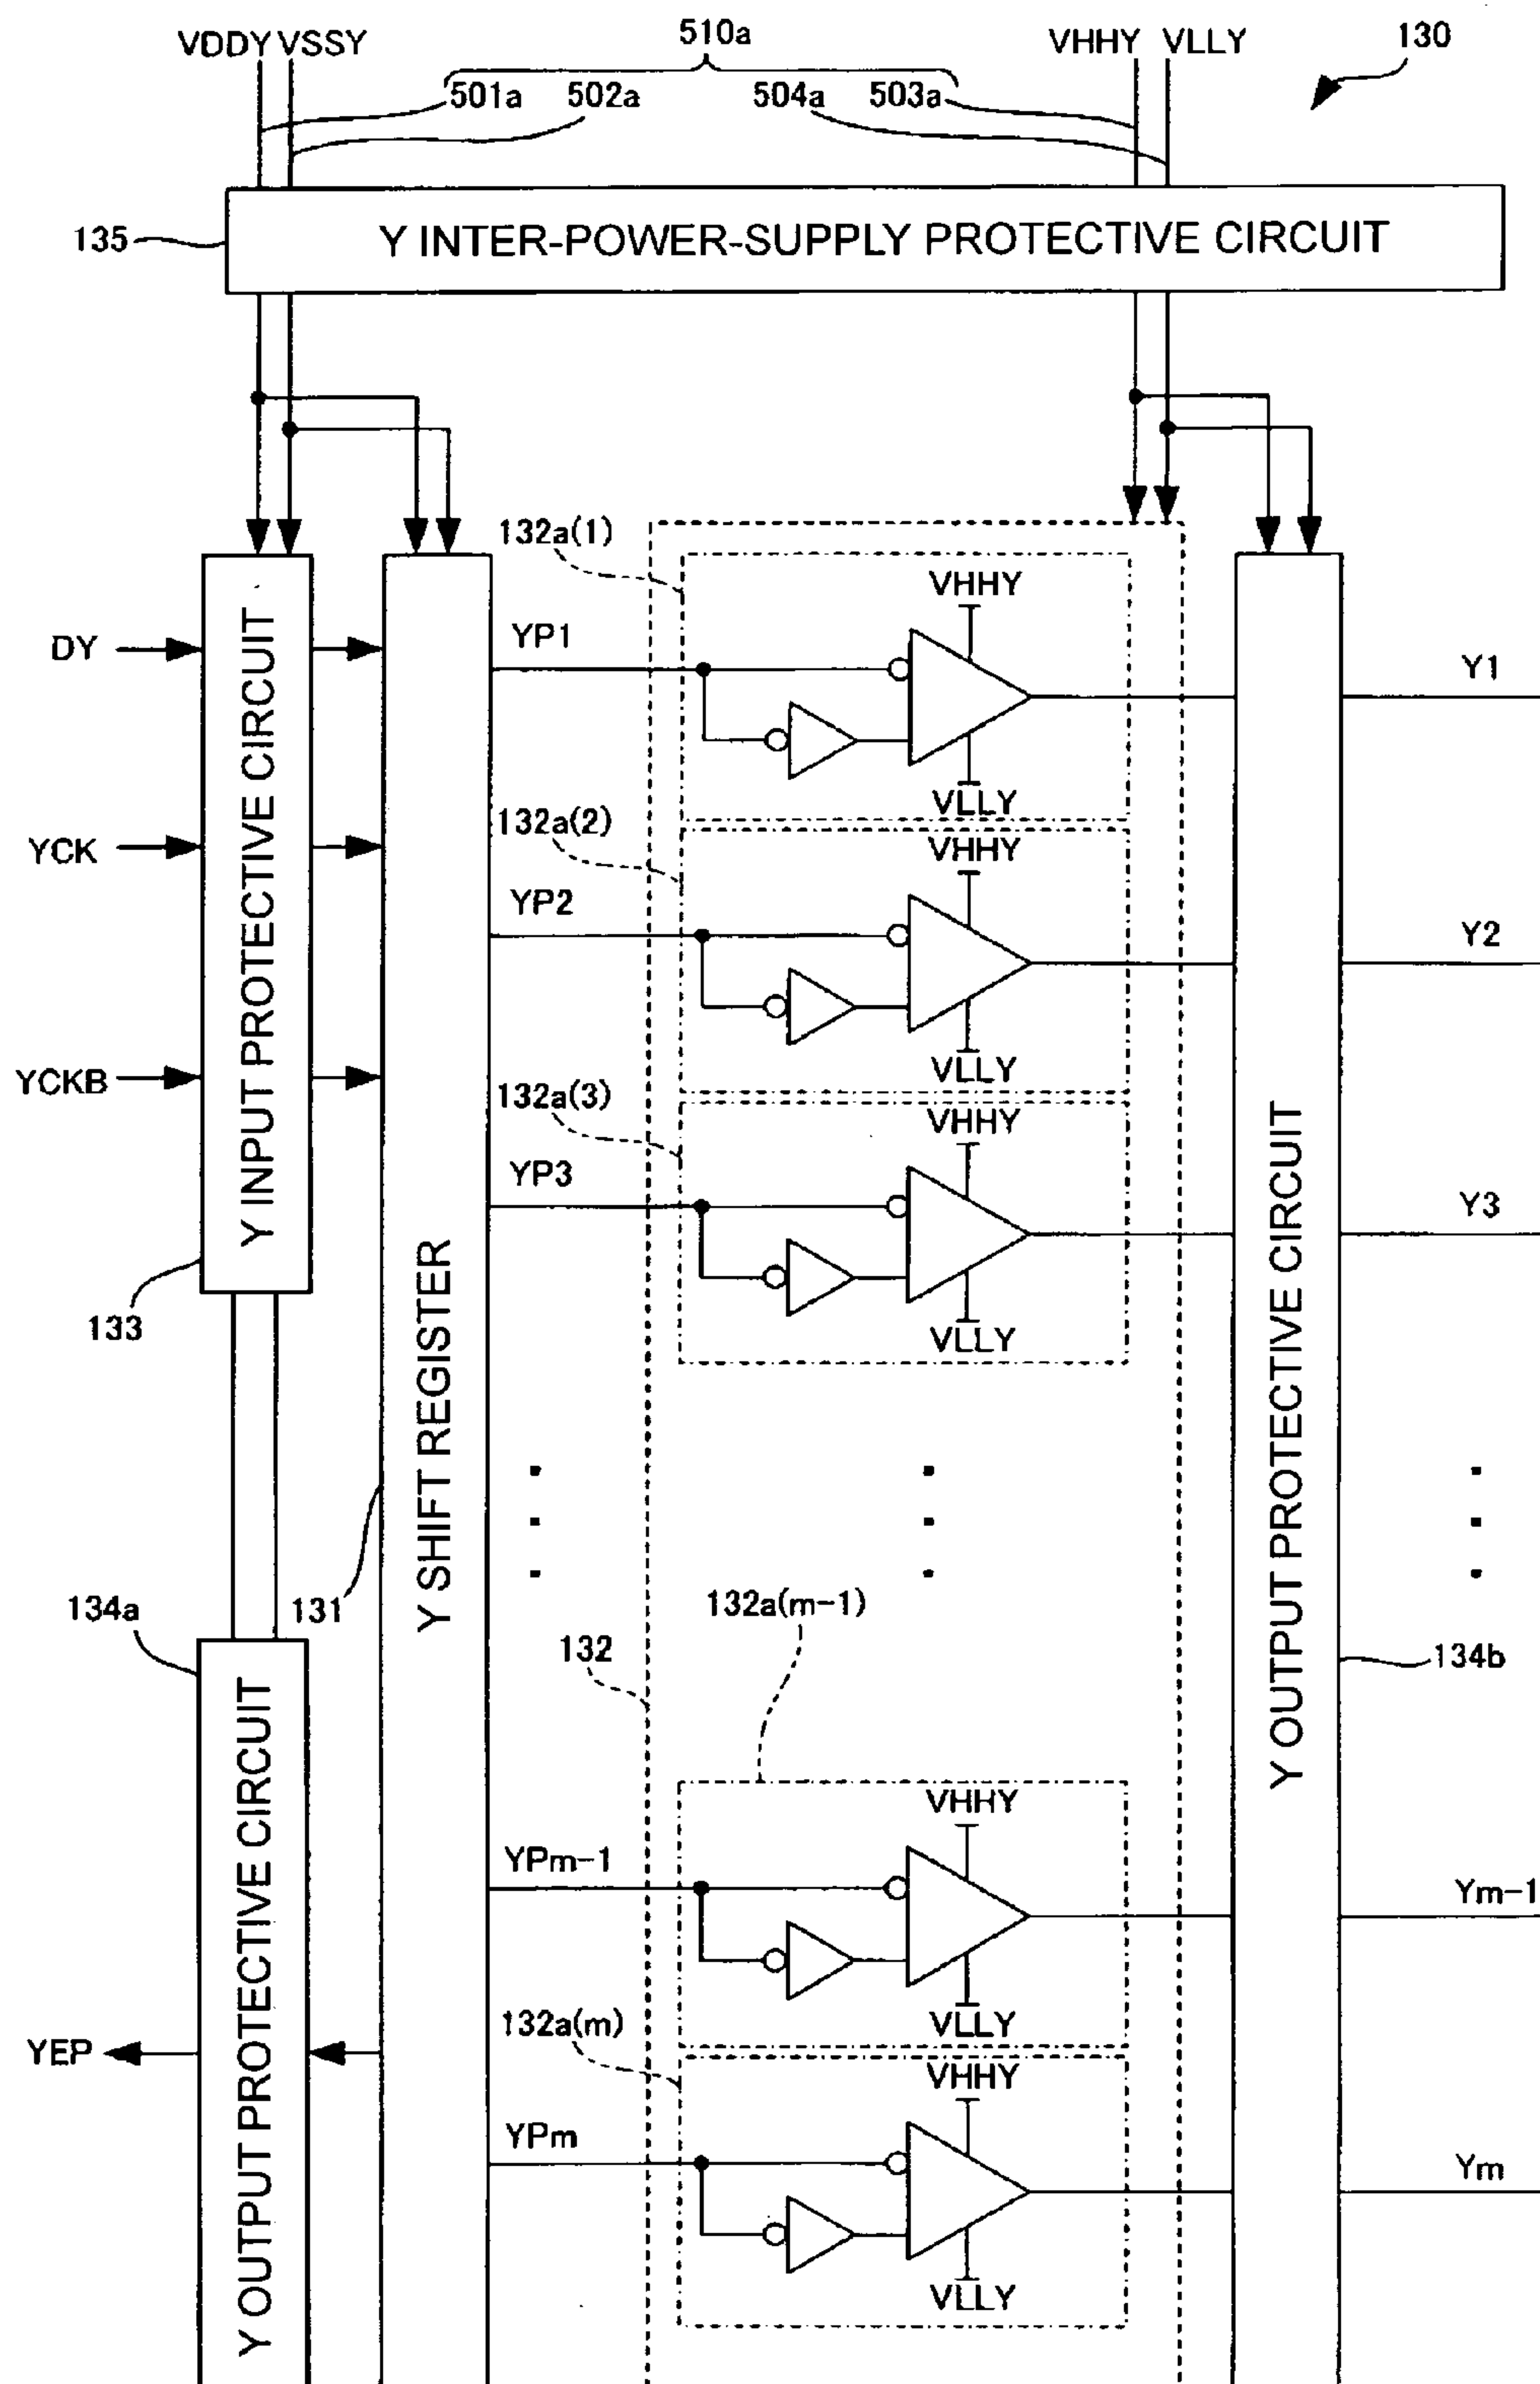 VDDY VSSY
510a
VHHY VLLY
130
501a 502a 504a 503a
135
Y INTER-POWER-SUPPLY PROTECTIVE CIRCUIT
132a(1)
VHHY
DY
YP1
Y1
VLLY
132a(2)
VHHY
YCK
YP2
Y2
VLLY
YCKB
132a(3)
VHHY
YP3
Y3
VLLY
Y INPUT PROTECTIVE CIRCUIT
133
Y SHIFT REGISTER
131
Y OUTPUT PROTECTIVE CIRCUIT
134a
132a(m-1)
132
134b
VHHY
YPm-1
Ym-1
VLLY
132a(m)
YEP
VHHY
YPm
Ym
VLLY
Y OUTPUT PROTECTIVE CIRCUIT